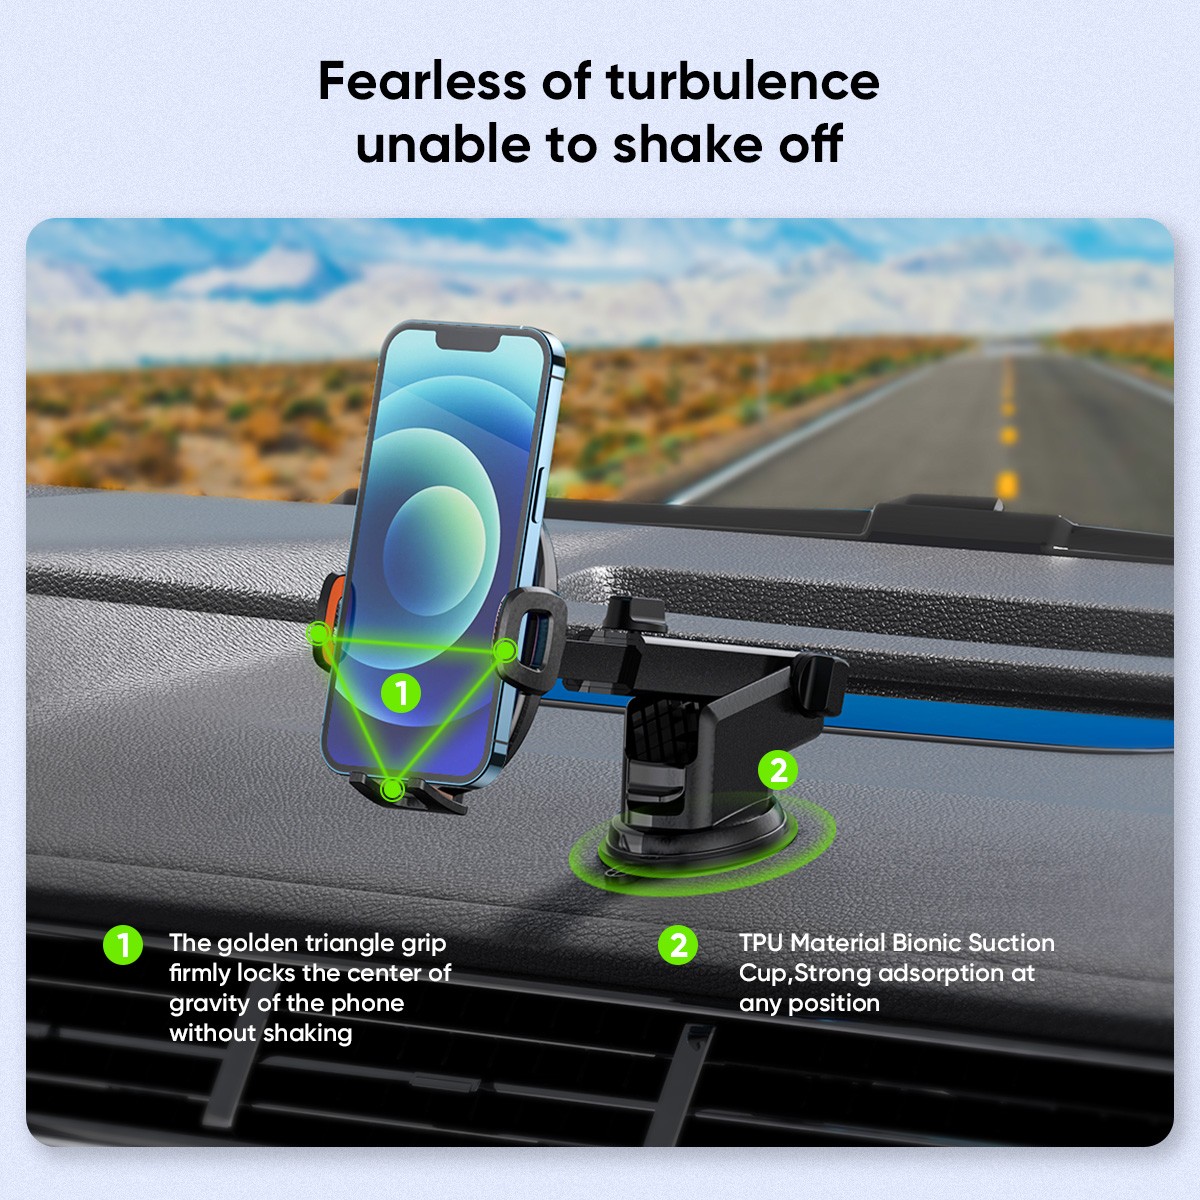 Fearless of turbulence
unable to shake off
1
2
1
The golden triangle grip
firmly locks the center of
gravity of the phone
without shaking
2
TPU Material Bionic Suction
Cup,Strong adsorption at
any position